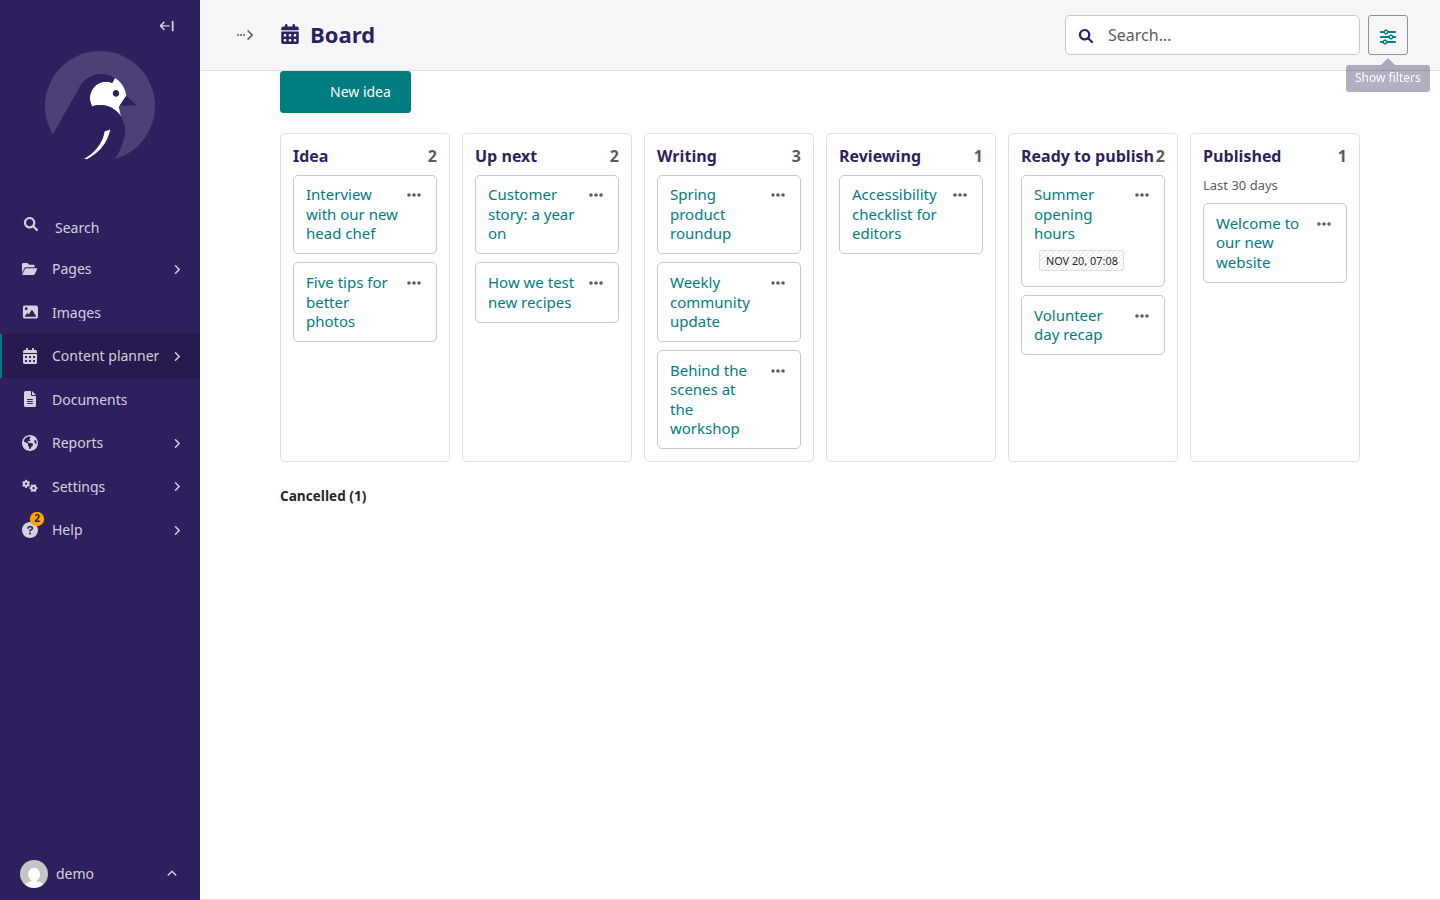 Board
Search...
Show filters
New idea
Search
Pages
Images
Content planner
Documents
Reports
Settings
2
Help
demo
Idea 2
Interview
with our new
head chef
Five tips for
better
photos
Up next 2
Customer
story: a year
on
How we test
new recipes
Writing 3
Spring
product
roundup
Weekly
community
update
Behind the
scenes at
the
workshop
Reviewing 1
Accessibility
checklist for
editors
Ready to publish 2
Summer
opening
hours
NOV 20, 07:08
Volunteer
day recap
Published 1
Last 30 days
Welcome to
our new
website
Cancelled (1)